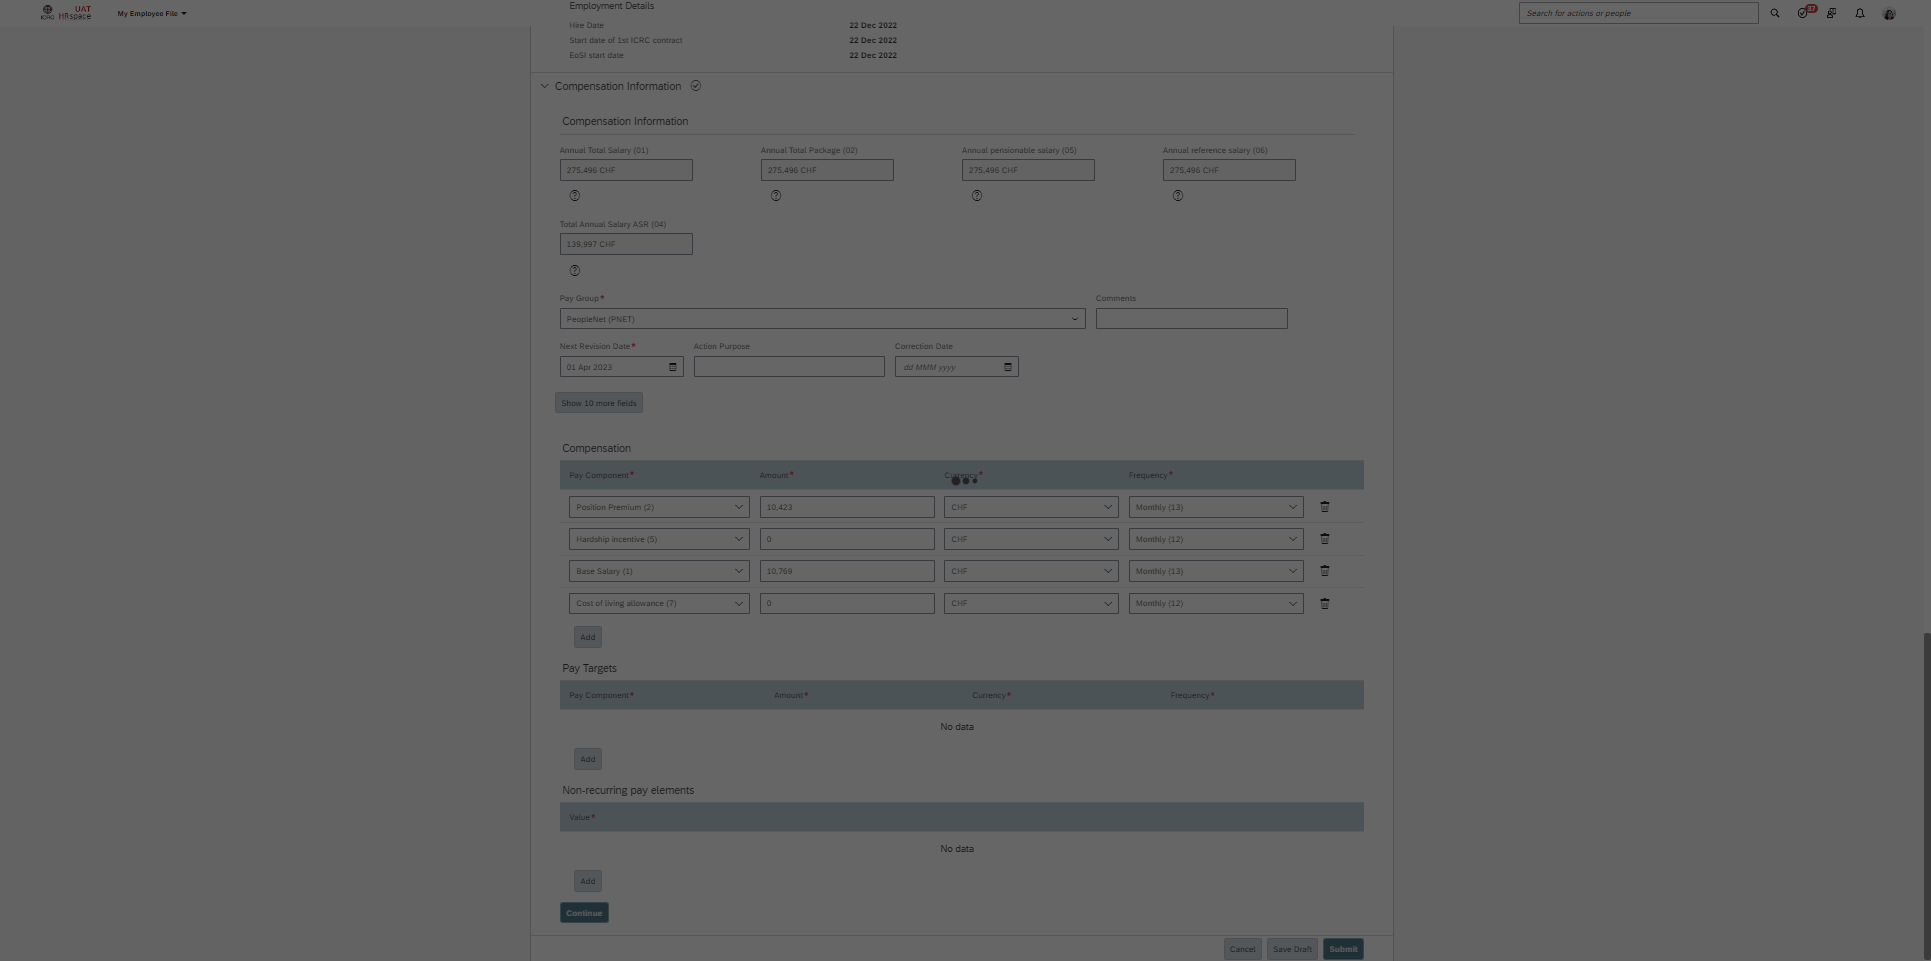 ICRC UAT HRspace My Employee File Search for actions or people 37
Employment Details
Hire Date 22 Dec 2022
Start date of 1st ICRC contract 22 Dec 2022
EoSI start date 22 Dec 2022
Compensation Information
Compensation Information
Annual Total Salary (01) Annual Total Package (02) Annual pensionable salary (05) Annual reference salary (06)
275,496 CHF 275,496 CHF 275,496 CHF 275,496 CHF
Total Annual Salary ASR (04)
139,997 CHF
Pay Group* Comments
PeopleNet (PNET)
Next Revision Date* Action Purpose Correction Date
01 Apr 2023 dd MMM yyyy
Show 10 more fields
Compensation
Pay Component* Amount* Currency* Frequency*
Position Premium (2) 10,423 CHF Monthly (13)
Hardship incentive (5) 0 CHF Monthly (12)
Base Salary (1) 10,769 CHF Monthly (13)
Cost of living allowance (7) 0 CHF Monthly (12)
Add
Pay Targets
Pay Component* Amount* Currency* Frequency*
No data
Add
Non-recurring pay elements
Value*
No data
Add
Continue
Cancel Save Draft Submit